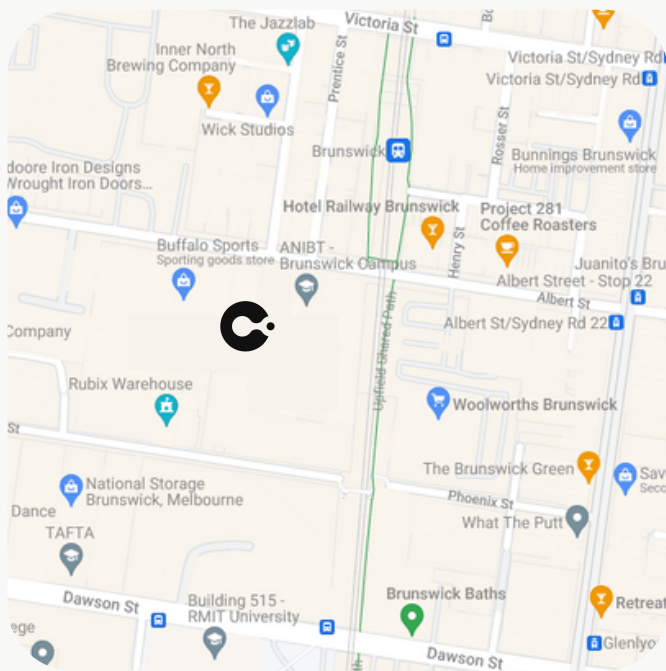 Victoria St
The Jazzlab
Inner North
Brewing Company
Prentice St
Victoria St/Sydney Rd
Victoria St/Sydney Rd
Wick Studios
Rosser St
Brunswick
Bunnings Brunswick
Home improvement store
doore Iron Designs
Wrought Iron Doors...
Hotel Railway Brunswick
Project 281
Coffee Roasters
Henry St
Buffalo Sports
Sporting goods store
ANIBT -
Brunswick Campus
Juanito's Bru
Albert Street - Stop 22
Albert St
Albert St/Sydney Rd 22
Company
Upfield Shared Path
Rubix Warehouse
Woolworths Brunswick
St
The Brunswick Green
National Storage
Brunswick, Melbourne
Phoenix St
Dance
What The Putt
TAFTA
Dawson St
Building 515 -
RMIT University
Brunswick Baths
Retreat
ege
Dawson St
Glenlyo